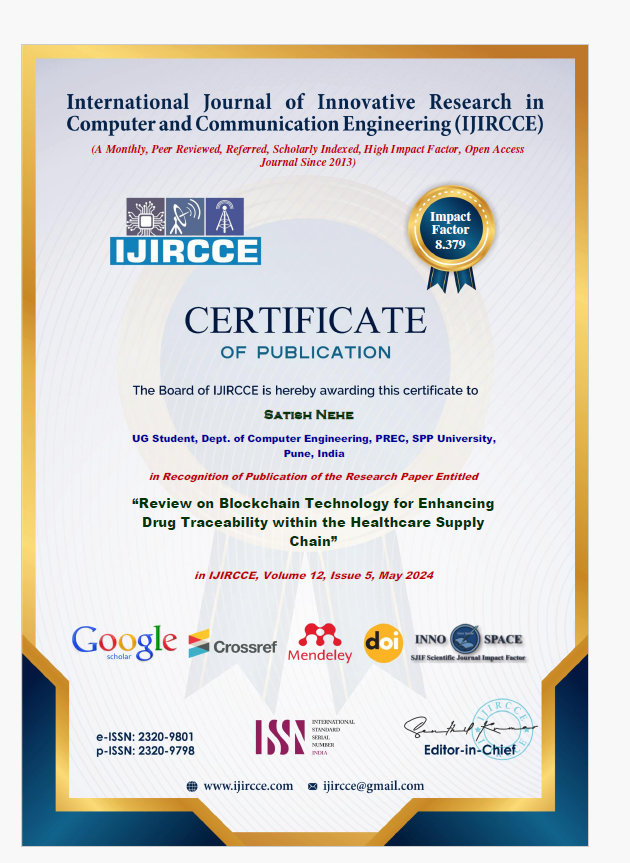 International Journal of Innovative Research in
Computer and Communication Engineering (IJIRCCE)
(A Monthly, Peer Reviewed, Referred, Scholarly Indexed, High Impact Factor, Open Access
Journal Since 2013)
IJIRCCE
Impact
Factor
8.379
CERTIFICATE
OF PUBLICATION
The Board of IJIRCCE is hereby awarding this certificate to
SATISH NEHE
UG Student, Dept. of Computer Engineering, PREC, SPP University,
Pune, India
in Recognition of Publication of the Research Paper Entitled
“Review on Blockchain Technology for Enhancing
Drug Traceability within the Healthcare Supply
Chain”
in IJIRCCE, Volume 12, Issue 5, May 2024
Google
scholar
Crossref
Mendeley
doi
INNO SPACE
SJIF Scientific Journal Impact Factor
e-ISSN: 2320-9801
p-ISSN: 2320-9798
ISSN
INTERNATIONAL
STANDARD
SERIAL
NUMBER
INDIA
IJIRCCE
Editor-in-Chief
www.ijircce.com ijircce@gmail.com